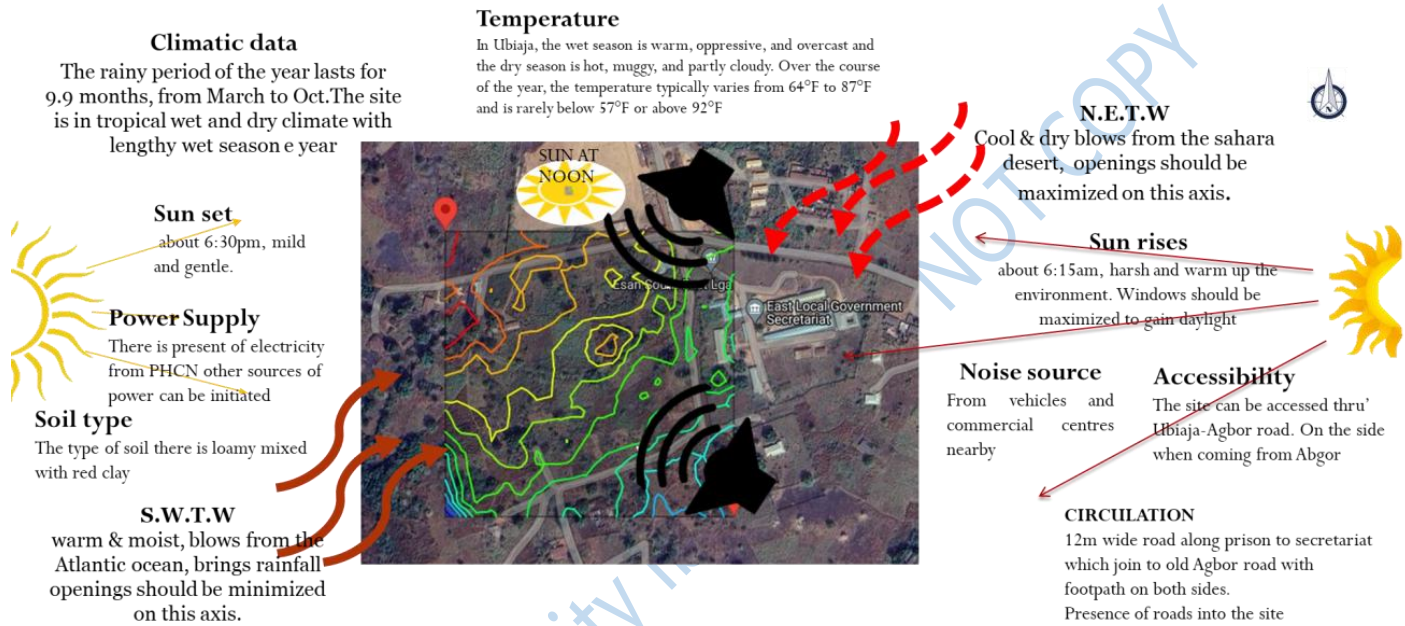 Climatic data
The rainy period of the year lasts for
9.9 months, from March to Oct.The site
is in tropical wet and dry climate with
lengthy wet season e year
Temperature
In Ubiaja, the wet season is warm, oppressive, and overcast and
the dry season is hot, muggy, and partly cloudy. Over the course
of the year, the temperature typically varies from 64°F to 87°F
and is rarely below 57°F or above 92°F
N.E.T.W
Cool & dry blows from the sahara
desert, openings should be
maximized on this axis.
SUN AT
NOON
Sun set
about 6:30pm, mild
and gentle.
Sun rises
about 6:15am, harsh and warm up the
environment. Windows should be
maximized to gain daylight
Power Supply
There is present of electricity
from PHCN other sources of
power can be initiated
Esan Lga
East Local Government
Secretariat
Noise source
From vehicles and
commercial centres
nearby
Accessibility
The site can be accessed thru'
Ubiaja-Agbor road. On the side
when coming from Abgor
Soil type
The type of soil there is loamy mixed
with red clay
S.W.T.W
warm & moist, blows from the
Atlantic ocean, brings rainfall
openings should be minimized
on this axis.
CIRCULATION
12m wide road along prison to secretariat
which join to old Agbor road with
footpath on both sides.
Presence of roads into the site
NOT COPY